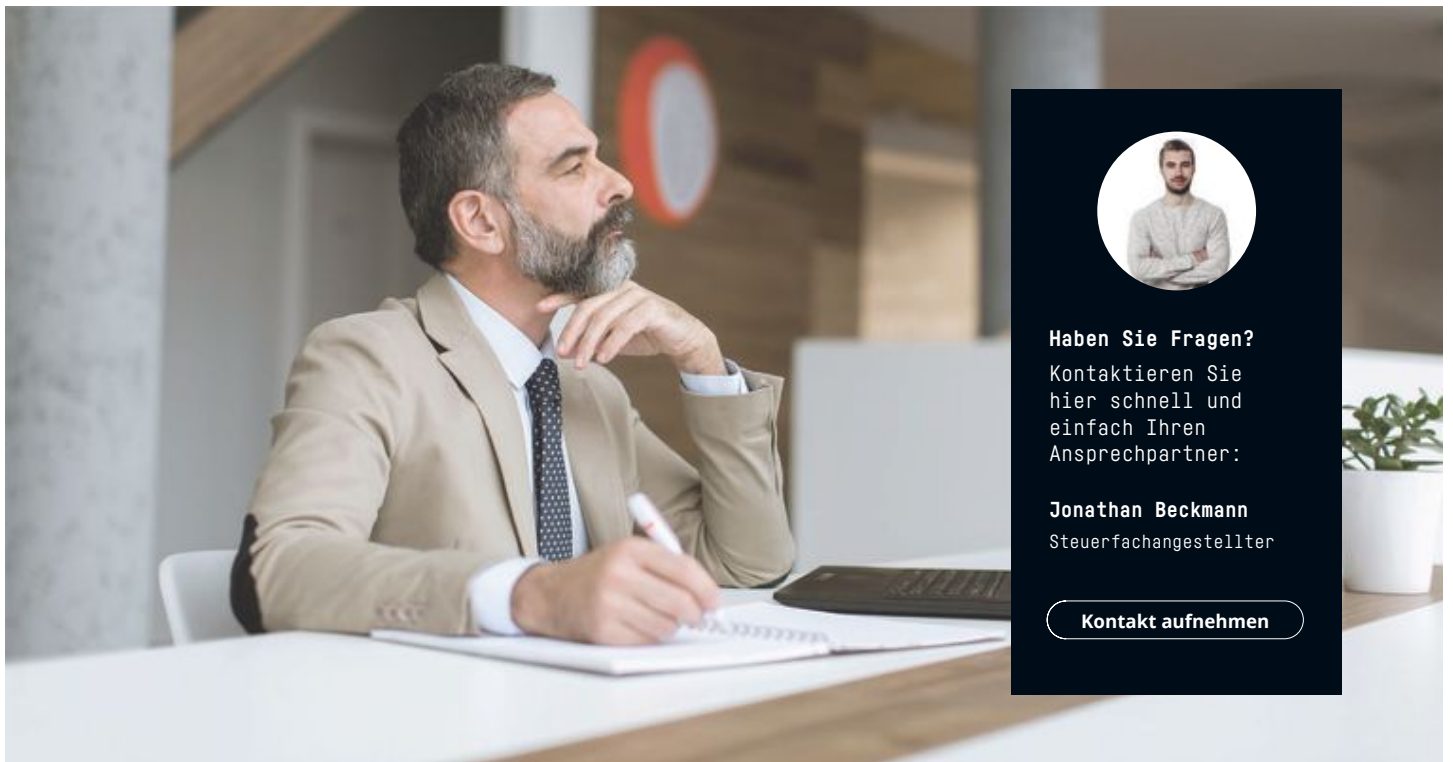 Haben Sie Fragen?
Kontaktieren Sie
hier schnell und
einfach Ihren
Ansprechpartner:
Jonathan Beckmann
Steuerfachangestellter
Kontakt aufnehmen